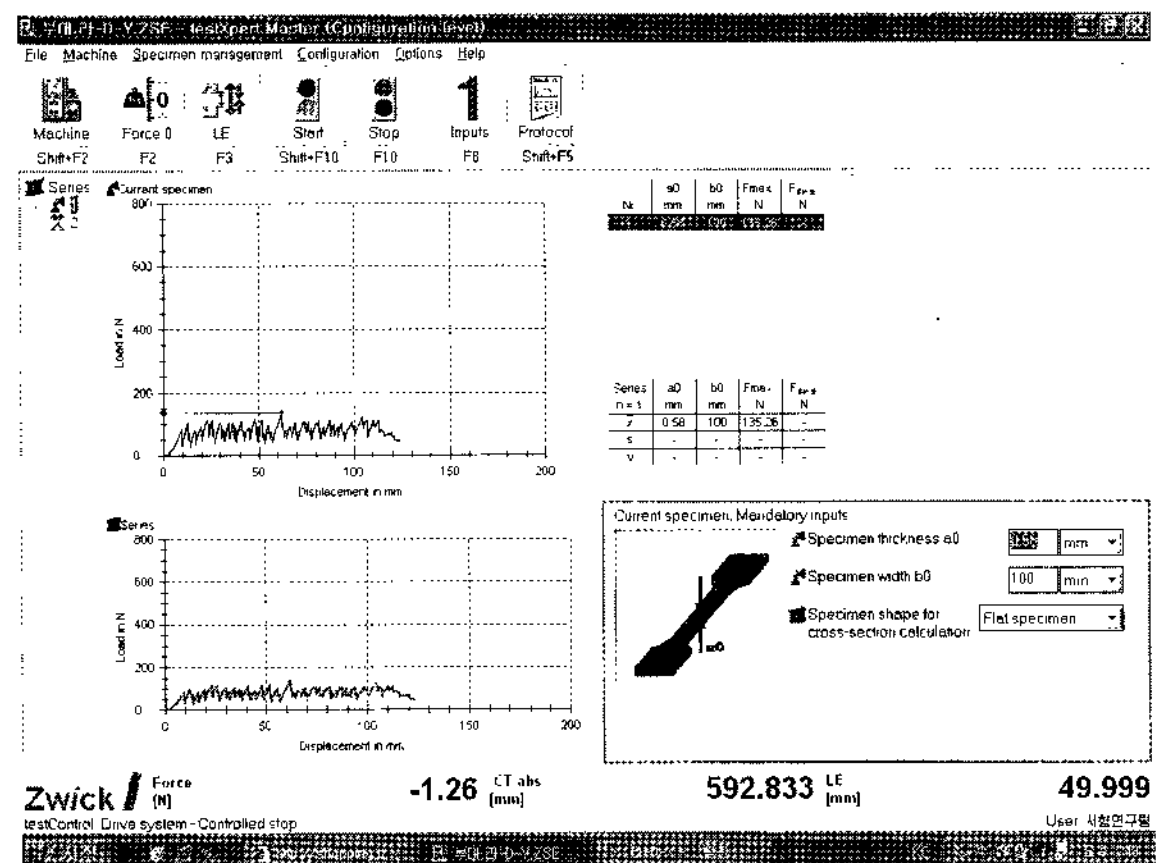 testXpert Master (Configuration level)
File Machine Specimen management Configuration Options Help
Machine Force 0 LE Start Stop Inputs Protocol
Shift+F2 F2 F3 Shift+F10 F10 F8 Shift+F5
Series
Current specimen
800
600
400
200
0
Load in N
0 50 100 150 200
Displacement in mm
Nr a0 b0 Fmax F
mm mm N N
Series a0 b0 Fmax F
n = 1 mm mm N N
x 0.58 100 135.26 -
s - - - -
v - - - -
Series
800
600
400
200
0
Load in N
0 50 100 150 200
Displacement in mm
Current specimen, Mandatory inputs
Specimen thickness a0 mm
Specimen width b0 100 mm
Specimen shape for Flat specimen
cross-section calculation
a0
Zwick Force -1.26 CT abs 592.833 LE 49.999
[N] [mm] [mm]
testControl Drive system - Controlled stop
User 시험연구팀